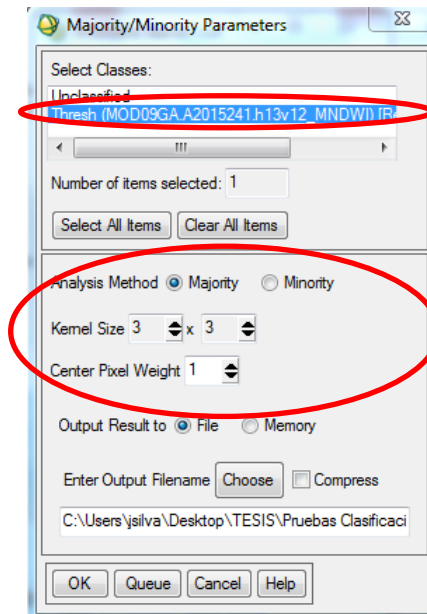 Majority/Minority Parameters
Select Classes:
Unclassified
Thresh (MOD09GA.A2015241.h13v12_MNDWI) [R
Number of items selected: 1
Select All Items Clear All Items
Analysis Method Majority Minority
Kernel Size 3 x 3
Center Pixel Weight 1
Output Result to File Memory
Enter Output Filename Choose Compress
C:\Users\jsilva\Desktop\TESIS\Pruebas Clasificaci
OK Queue Cancel Help